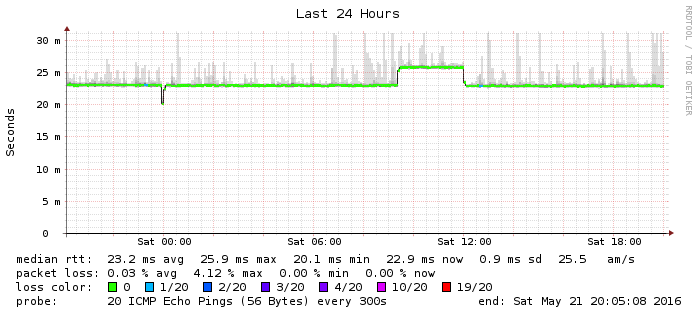 Last 24 Hours
RRDTOOL / TOBI OETIKER
Seconds
30 m
25 m
20 m
15 m
10 m
5 m
0
Sat 00:00 Sat 06:00 Sat 12:00 Sat 18:00
median rtt: 23.2 ms avg 25.9 ms max 20.1 ms min 22.9 ms now 0.9 ms sd 25.5 am/s
packet loss: 0.03 % avg 4.12 % max 0.00 % min 0.00 % now
loss color: 0 1/20 2/20 3/20 4/20 10/20 19/20
probe: 20 ICMP Echo Pings (56 Bytes) every 300s end: Sat May 21 20:05:08 2016